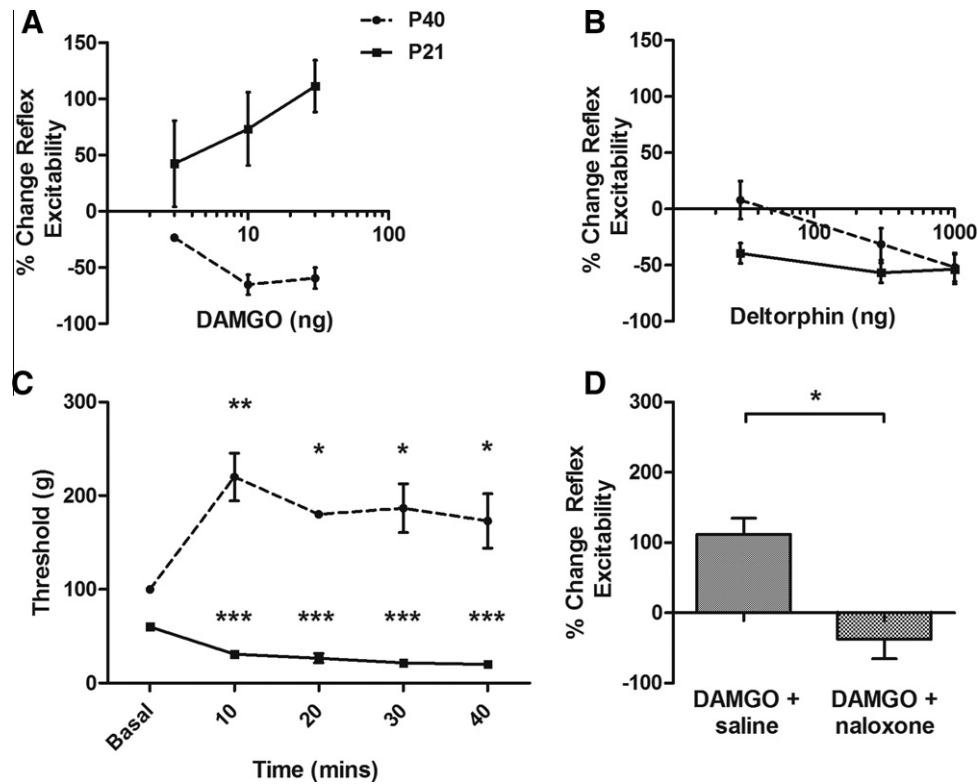 A
P40
P21
% Change Reflex
Excitability
150
100
50
0
-50
-100
10
100
DAMGO (ng)
B
% Change Reflex
Excitability
150
100
50
0
-50
-100
100
1000
Deltorphin (ng)
C
Threshold (g)
300
200
100
0
**
*
*
*
***
***
***
***
Basal
10
20
30
40
Time (mins)
D
% Change Reflex
Excitability
300
200
100
0
-100
*
DAMGO +
saline
DAMGO +
naloxone